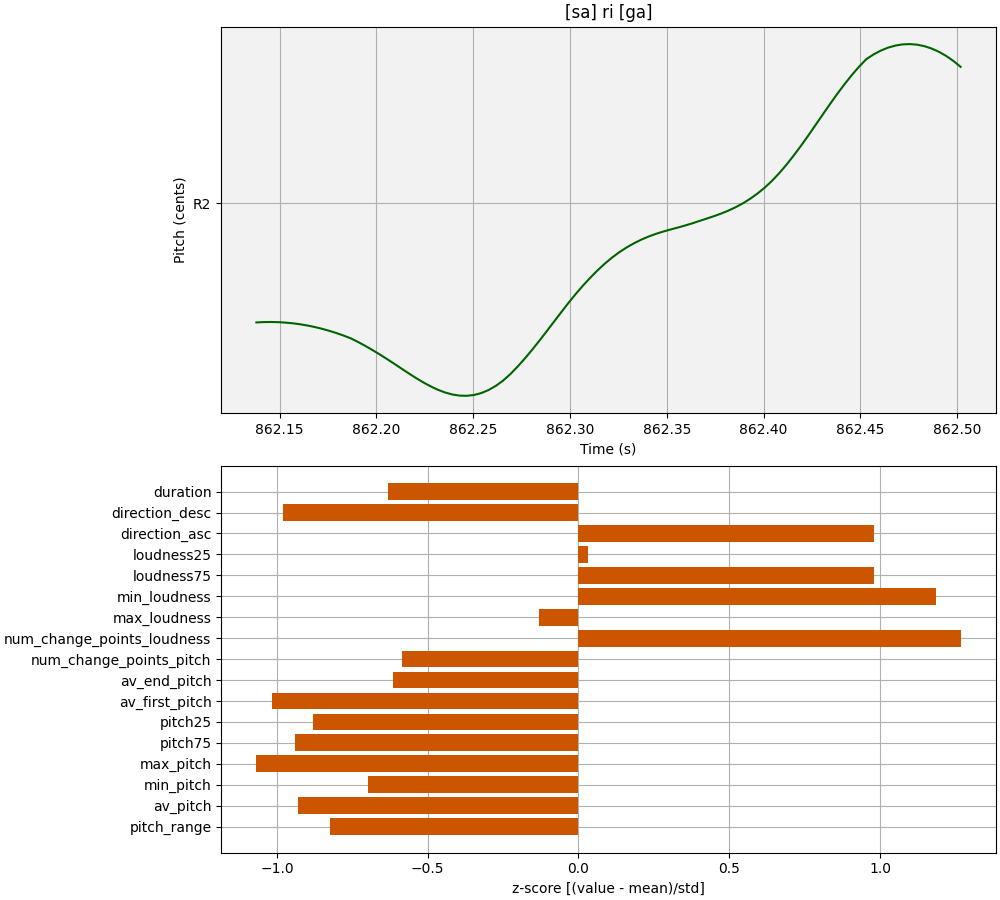 [sa] ri [ga]
Pitch (cents)
R2
862.15 862.20 862.25 862.30 862.35 862.40 862.45 862.50
Time (s)
duration
direction_desc
direction_asc
loudness25
loudness75
min_loudness
max_loudness
num_change_points_loudness
num_change_points_pitch
av_end_pitch
av_first_pitch
pitch25
pitch75
max_pitch
min_pitch
av_pitch
pitch_range
−1.0 −0.5 0.0 0.5 1.0
z-score [(value - mean)/std]